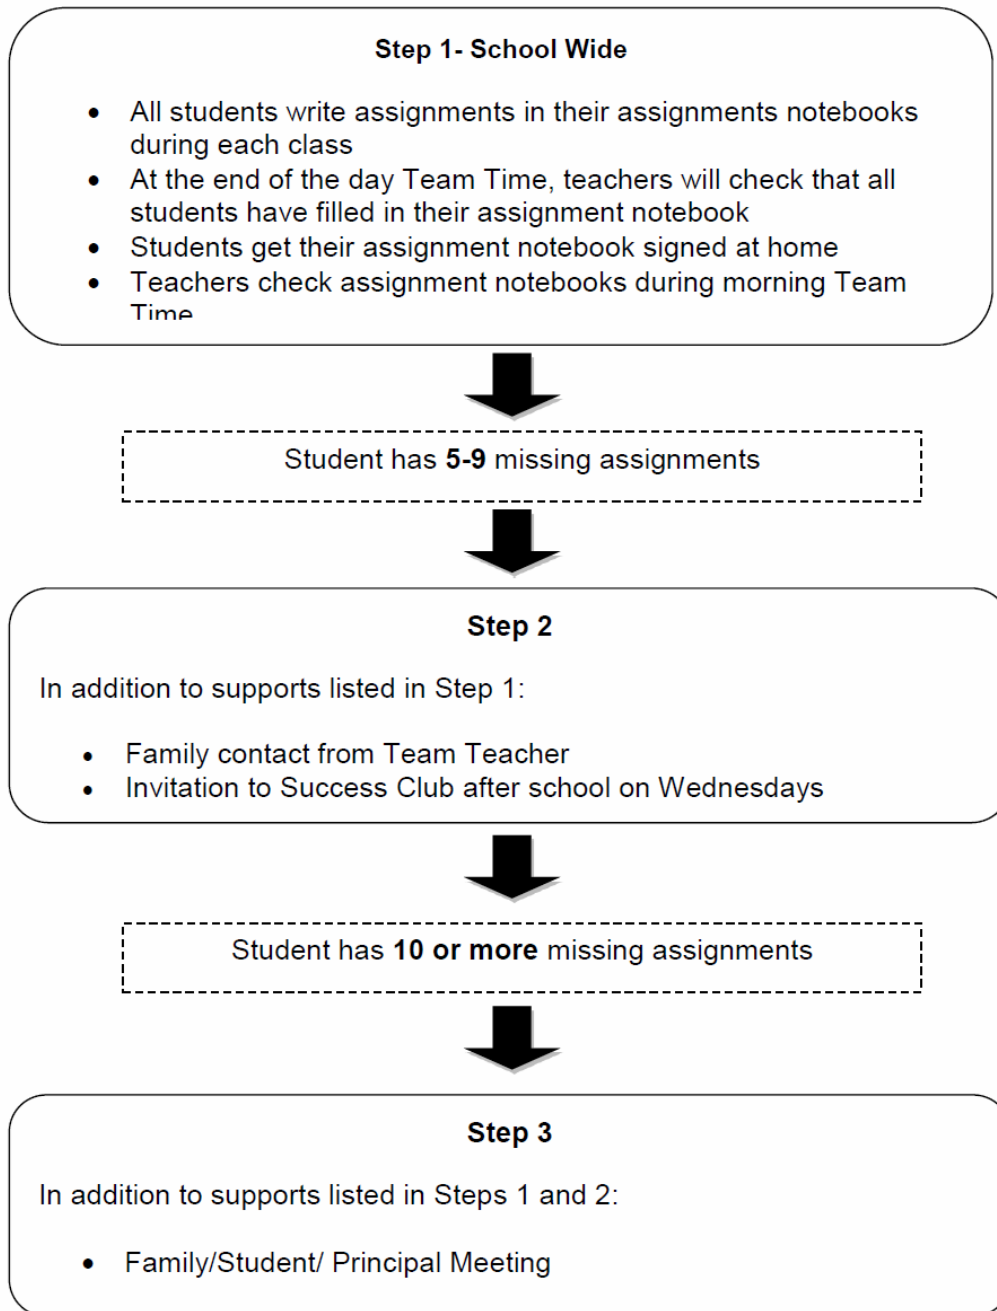 Step 1- School Wide
• All students write assignments in their assignments notebooks
during each class
• At the end of the day Team Time, teachers will check that all
students have filled in their assignment notebook
• Students get their assignment notebook signed at home
• Teachers check assignment notebooks during morning Team
Time
Student has 5-9 missing assignments
Step 2
In addition to supports listed in Step 1:
• Family contact from Team Teacher
• Invitation to Success Club after school on Wednesdays
Student has 10 or more missing assignments
Step 3
In addition to supports listed in Steps 1 and 2:
• Family/Student/ Principal Meeting